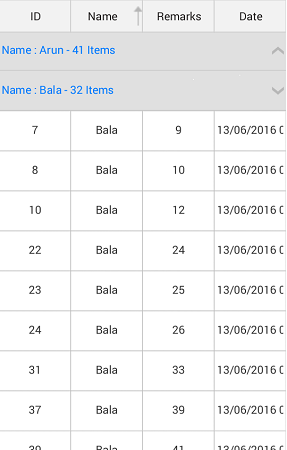 ID Name Remarks Date
Name : Arun - 41 Items
Name : Bala - 32 Items
7 Bala 9 13/06/2016 0
8 Bala 10 13/06/2016 0
10 Bala 12 13/06/2016 0
22 Bala 24 13/06/2016 0
23 Bala 25 13/06/2016 0
24 Bala 26 13/06/2016 0
31 Bala 33 13/06/2016 0
37 Bala 39 13/06/2016 0
39 Bala 41 13/06/2016 0